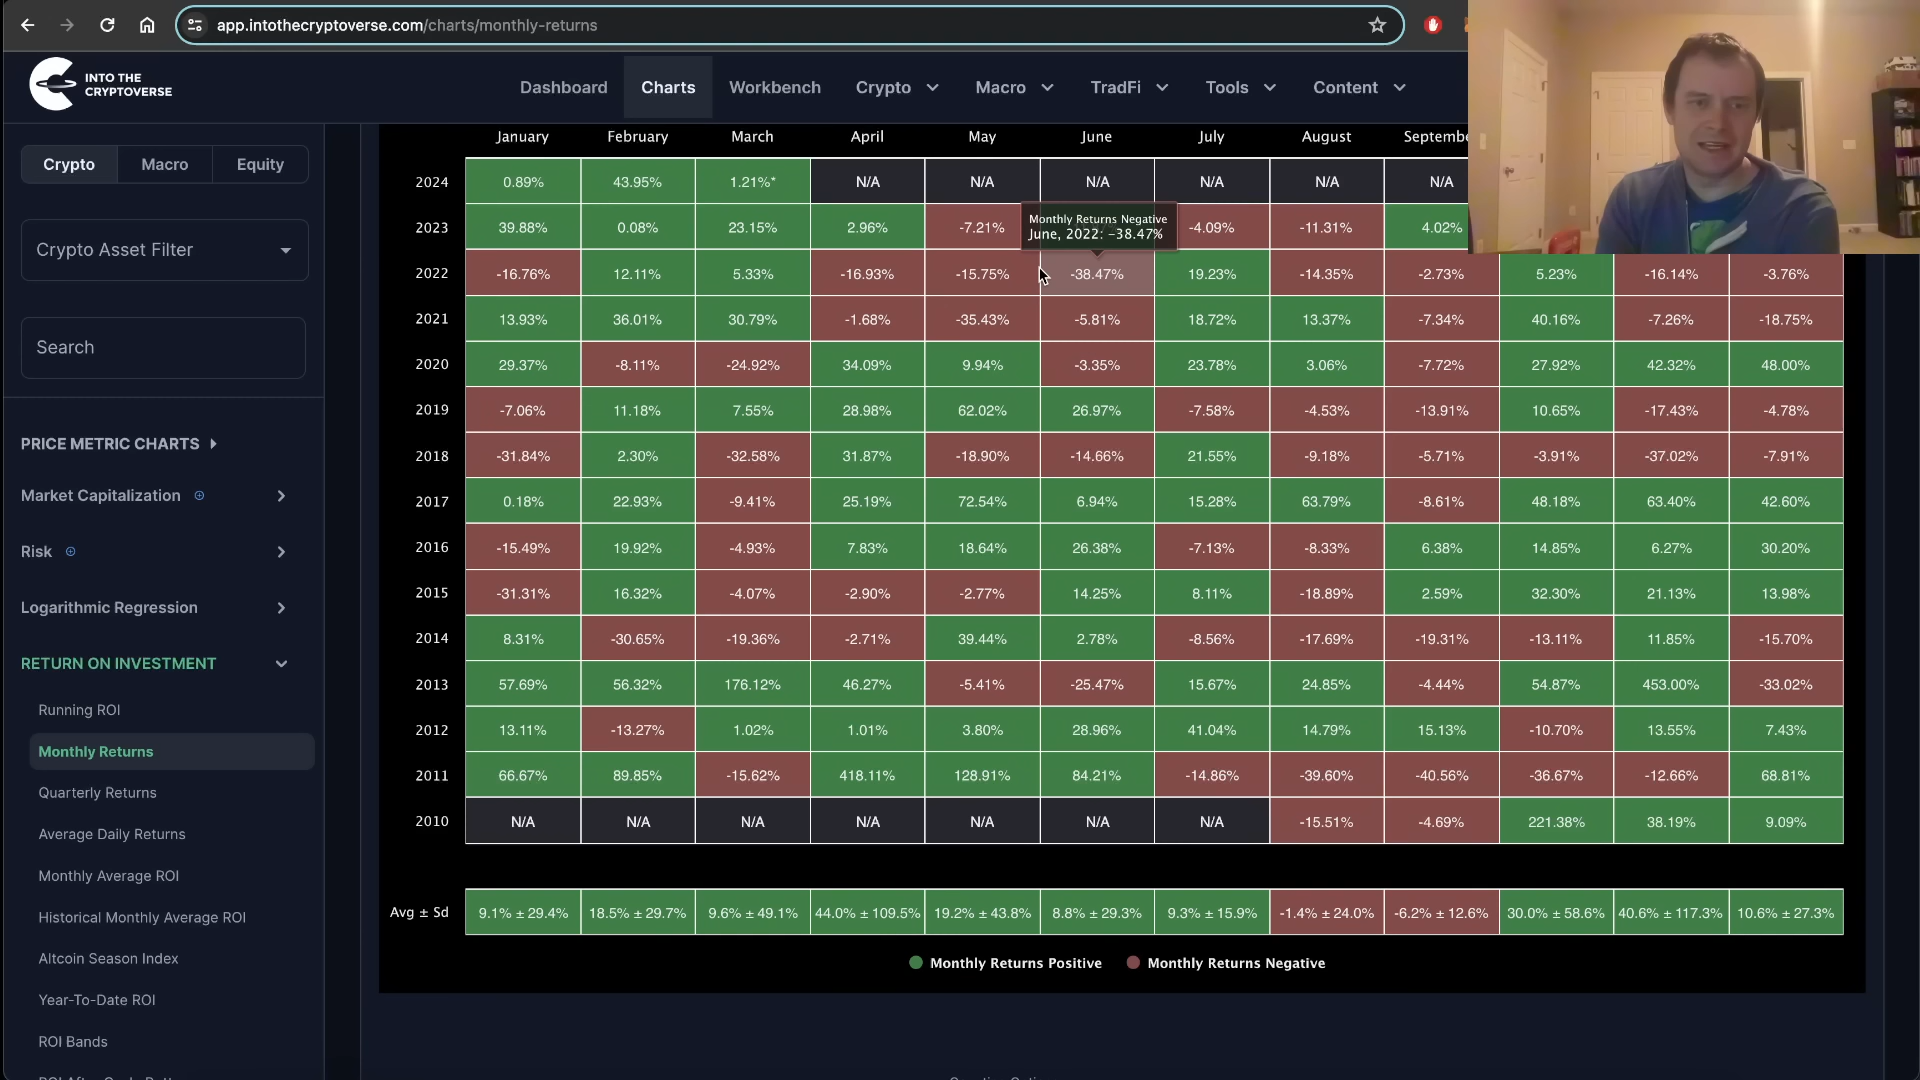 app.intothecryptoverse.com/charts/monthly-returns
INTO THE
CRYPTOVERSE
Dashboard Charts Workbench Crypto Macro TradFi Tools Content
Crypto Macro Equity
Crypto Asset Filter
Search
PRICE METRIC CHARTS
Market Capitalization
Risk
Logarithmic Regression
RETURN ON INVESTMENT
Running ROI
Monthly Returns
Quarterly Returns
Average Daily Returns
Monthly Average ROI
Historical Monthly Average ROI
Altcoin Season Index
Year-To-Date ROI
ROI Bands
January February March April May June July August Septembe
2024 0.89% 43.95% 1.21%* N/A N/A N/A N/A N/A N/A
Monthly Returns Negative
June, 2022: -38.47%
2023 39.88% 0.08% 23.15% 2.96% -7.21% -4.09% -11.31% 4.02%
2022 -16.76% 12.11% 5.33% -16.93% -15.75% -38.47% 19.23% -14.35% -2.73% 5.23% -16.14% -3.76%
2021 13.93% 36.01% 30.79% -1.68% -35.43% -5.81% 18.72% 13.37% -7.34% 40.16% -7.26% -18.75%
2020 29.37% -8.11% -24.92% 34.09% 9.94% -3.35% 23.78% 3.06% -7.72% 27.92% 42.32% 48.00%
2019 -7.06% 11.18% 7.55% 28.98% 62.02% 26.97% -7.58% -4.53% -13.91% 10.65% -17.43% -4.78%
2018 -31.84% 2.30% -32.58% 31.87% -18.90% -14.66% 21.55% -9.18% -5.71% -3.91% -37.02% -7.91%
2017 0.18% 22.93% -9.41% 25.19% 72.54% 6.94% 15.28% 63.79% -8.61% 48.18% 63.40% 42.60%
2016 -15.49% 19.92% -4.93% 7.83% 18.64% 26.38% -7.13% -8.33% 6.38% 14.85% 6.27% 30.20%
2015 -31.31% 16.32% -4.07% -2.90% -2.77% 14.25% 8.11% -18.89% 2.59% 32.30% 21.13% 13.98%
2014 8.31% -30.65% -19.36% -2.71% 39.44% 2.78% -8.56% -17.69% -19.31% -13.11% 11.85% -15.70%
2013 57.69% 56.32% 176.12% 46.27% -5.41% -25.47% 15.67% 24.85% -4.44% 54.87% 453.00% -33.02%
2012 13.11% -13.27% 1.02% 1.01% 3.80% 28.96% 41.04% 14.79% 15.13% -10.70% 13.55% 7.43%
2011 66.67% 89.85% -15.62% 418.11% 128.91% 84.21% -14.86% -39.60% -40.56% -36.67% -12.66% 68.81%
2010 N/A N/A N/A N/A N/A N/A N/A -15.51% -4.69% 221.38% 38.19% 9.09%
Avg ± Sd 9.1% ± 29.4% 18.5% ± 29.7% 9.6% ± 49.1% 44.0% ± 109.5% 19.2% ± 43.8% 8.8% ± 29.3% 9.3% ± 15.9% -1.4% ± 24.0% -6.2% ± 12.6% 30.0% ± 58.6% 40.6% ± 117.3% 10.6% ± 27.3%
Monthly Returns Positive Monthly Returns Negative